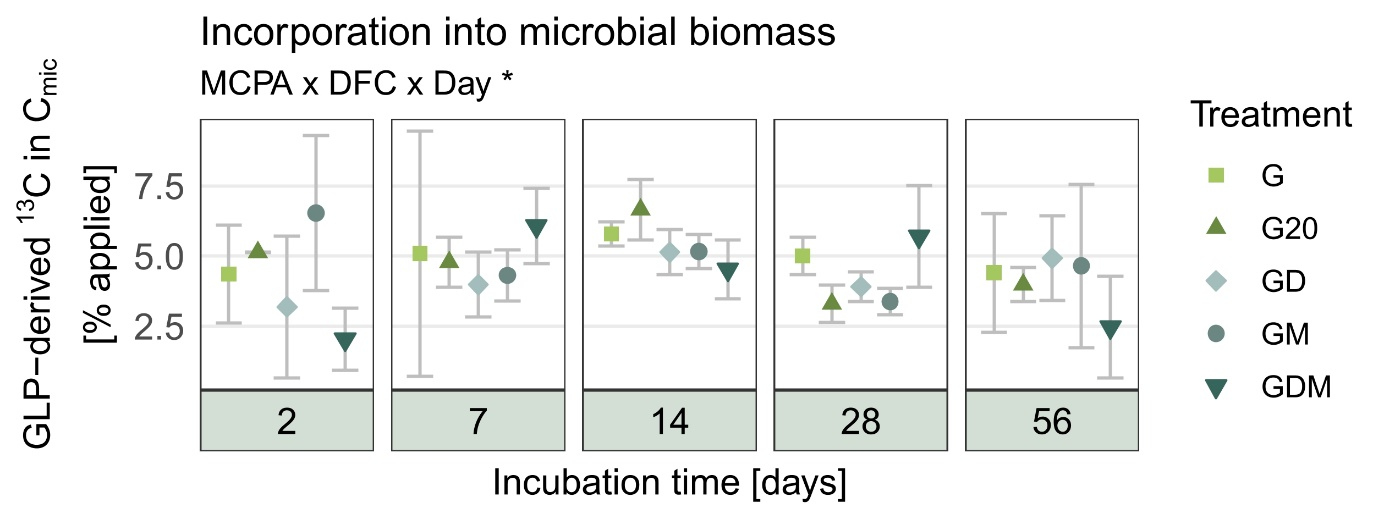 Incorporation into microbial biomass
MCPA x DFC x Day *
GLP−derived ¹³C in Cmic
[% applied]
7.5
5.0
2.5
2
7
14
28
56
Incubation time [days]
Treatment
G
G20
GD
GM
GDM